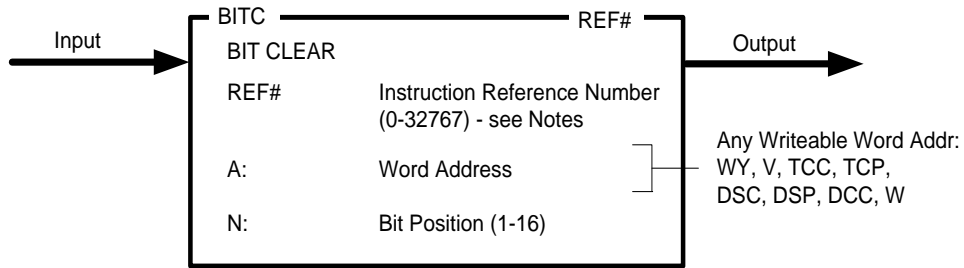 BITC REF#
Input
BIT CLEAR
Output
REF# Instruction Reference Number
(0-32767) - see Notes
A: Word Address
Any Writeable Word Addr:
WY, V, TCC, TCP,
DSC, DSP, DCC, W
N: Bit Position (1-16)